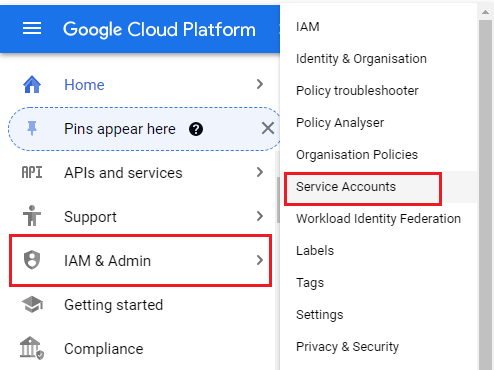 Google Cloud Platform
Home
Pins appear here ?
API APIs and services
Support
IAM & Admin
Getting started
Compliance
IAM
Identity & Organisation
Policy troubleshooter
Policy Analyser
Organisation Policies
Service Accounts
Workload Identity Federation
Labels
Tags
Settings
Privacy & Security